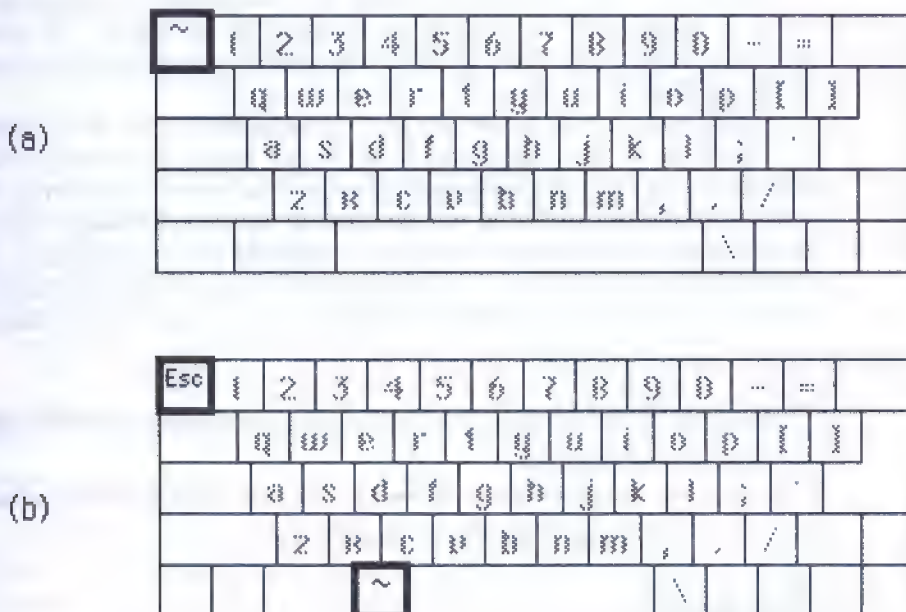 ~ 1 2 3 4 5 6 7 8 9 0 - =
q w e r t y u i o p [ ]
(a)
a s d f g h j k l ; '
z x c v b n m , . /
\
Esc 1 2 3 4 5 6 7 8 9 0 - =
q w e r t y u i o p [ ]
(b)
a s d f g h j k l ; '
z x c v b n m , . /
~ \